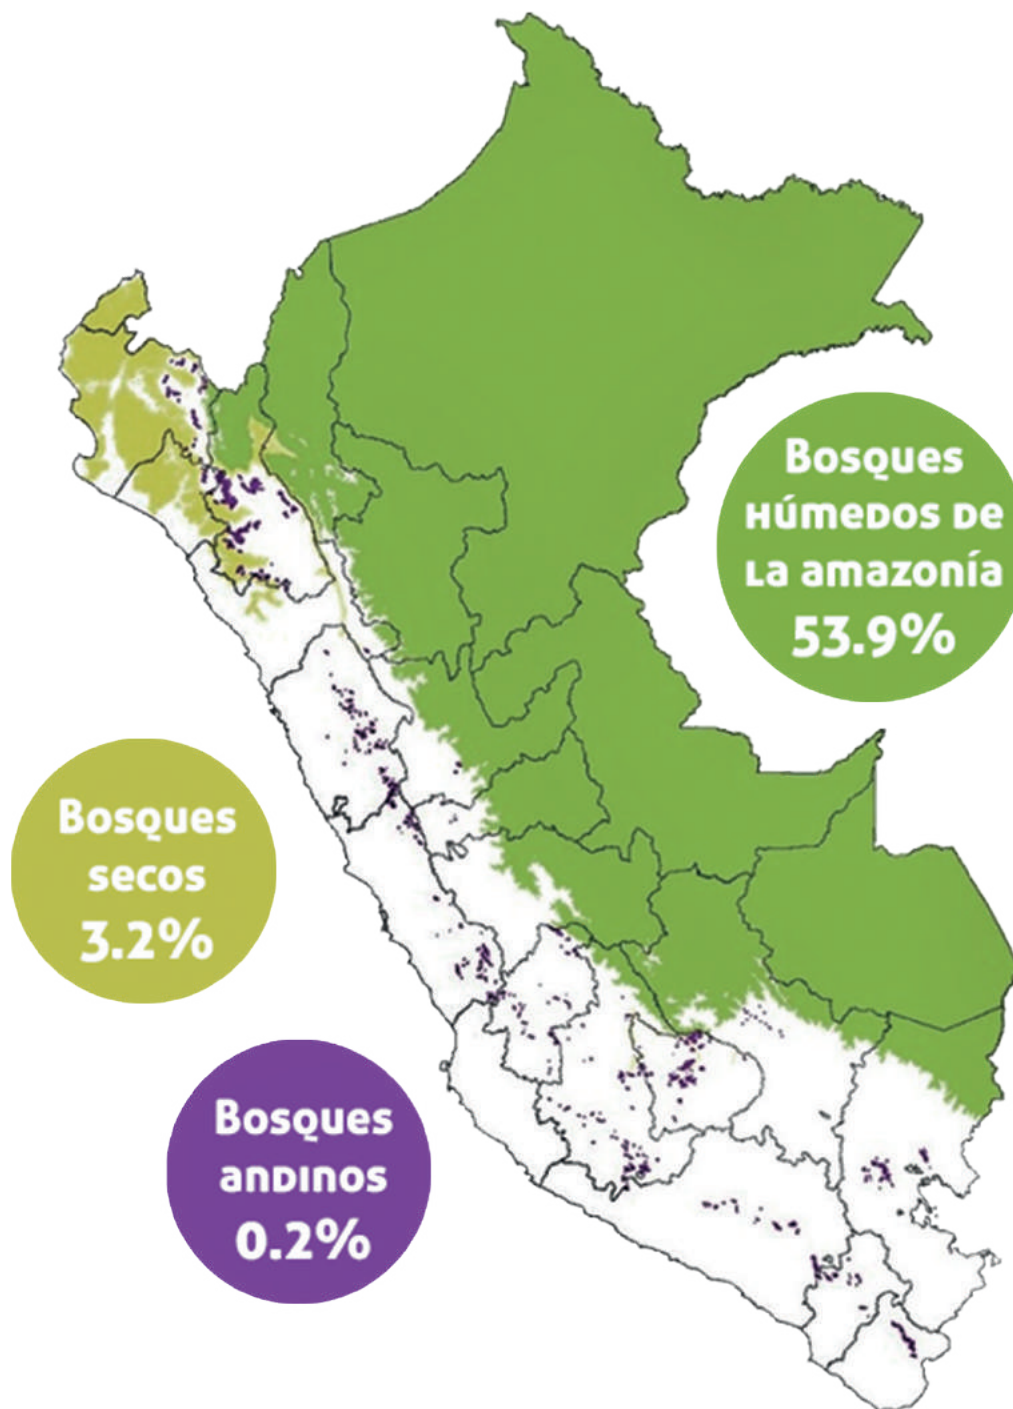 Bosques
húmedos de
la amazonía
53.9%
Bosques
secos
3.2%
Bosques
andinos
0.2%